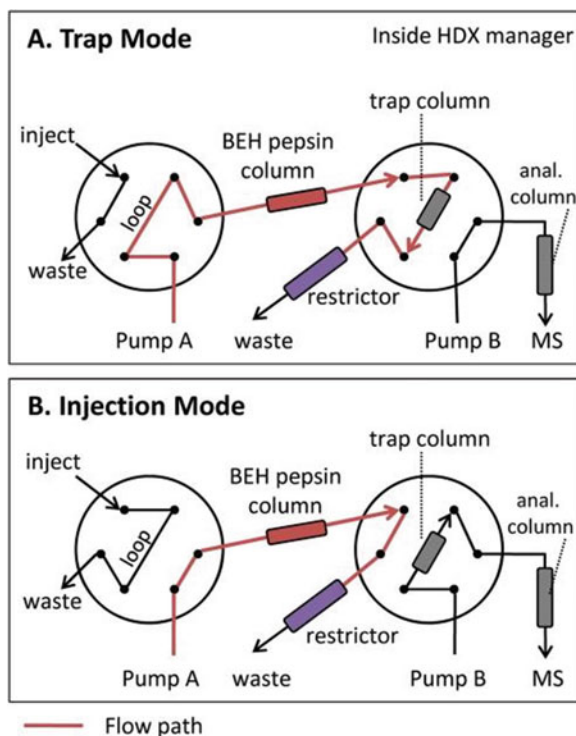 A. Trap Mode
Inside HDX manager
trap column
inject
BEH pepsin
column
anal.
column
loop
waste
restrictor
Pump A
waste
Pump B
MS
B. Injection Mode
trap column
inject
BEH pepsin
column
anal.
column
loop
waste
restrictor
Pump A
waste
Pump B
MS
Flow path